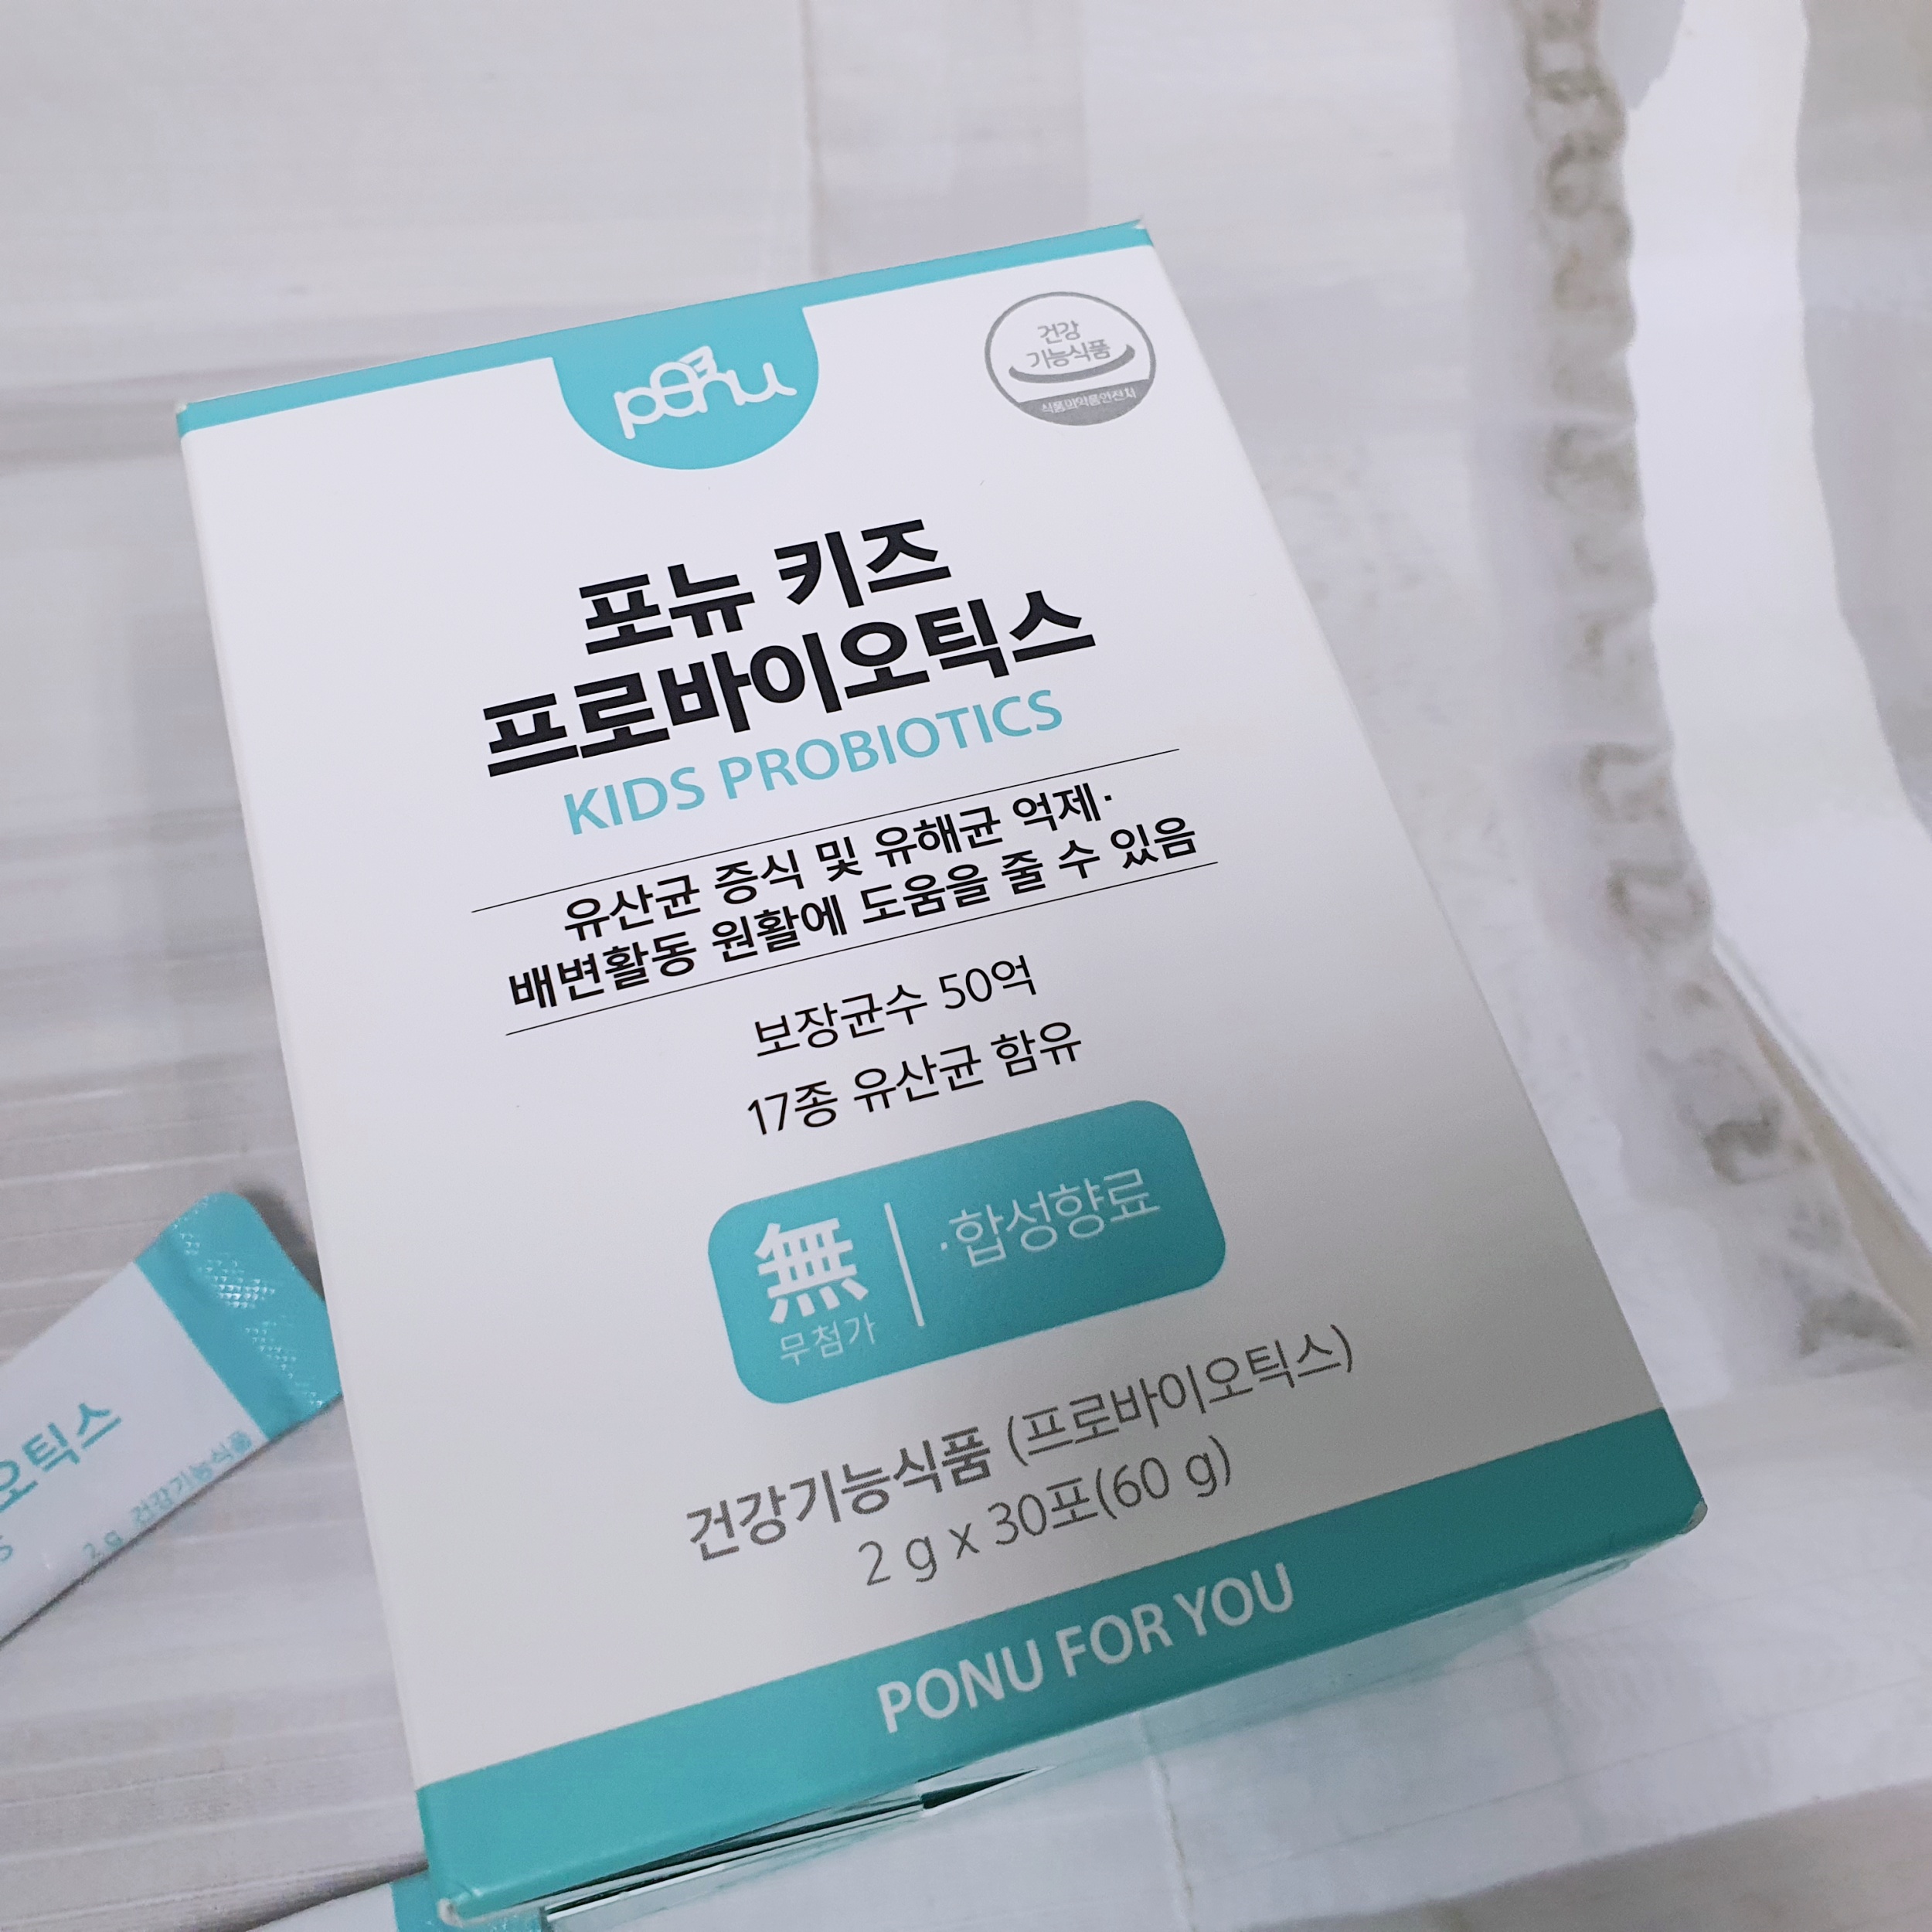 ponu
건강
기능식품
식품의약품안전처
포뉴 키즈
프로바이오틱스
KIDS PROBIOTICS
유산균 증식 및 유해균 억제·
배변활동 원활에 도움을 줄 수 있음
보장균수 50억
17종 유산균 함유
無
무첨가
·합성향료
건강기능식품 (프로바이오틱스)
2 g x 30포(60 g)
PONU FOR YOU
오틱스
S
2 g 건강기능식품